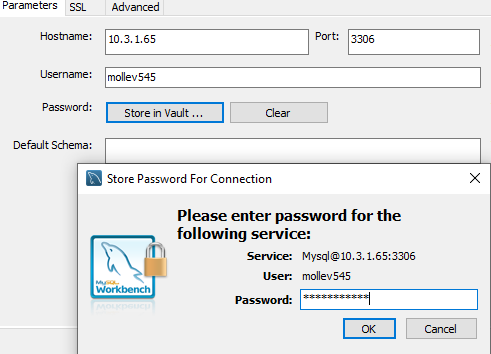 Parameters SSL Advanced
Hostname: 10.3.1.65 Port: 3306
Username: mollev545
Password: Store in Vault ... Clear
Default Schema:
Store Password For Connection
Please enter password for the
following service:
Service: Mysql@10.3.1.65:3306
User: mollev545
Password: ***********
MySQL
Workbench
OK Cancel